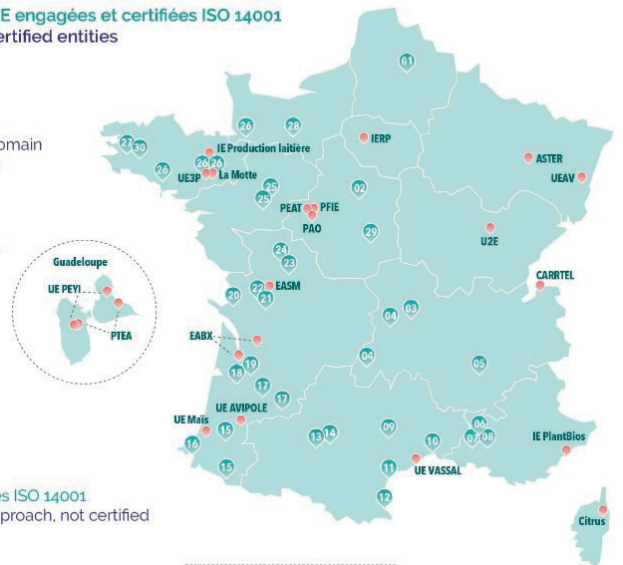 E engagées et certifiées ISO 14001
ertified entities
01
omain
26
28
IERP
27
30
IE Production laitière
ASTER
26
26
26
UE3P
La Motte
UEAV
25
25
02
PEAT
PFIE
PAO
29
U2E
24
23
Guadeloupe
UE PEYI
PTEA
CARRTEL
20
22
21
EASM
04
03
EABX
19
18
04
05
17
17
UE AVIPOLE
UE Maïs
15
16
13
14
09
10
06
07
08
IE PlantBios
15
11
UE VASSAL
12
es ISO 14001
proach, not certified
Citrus